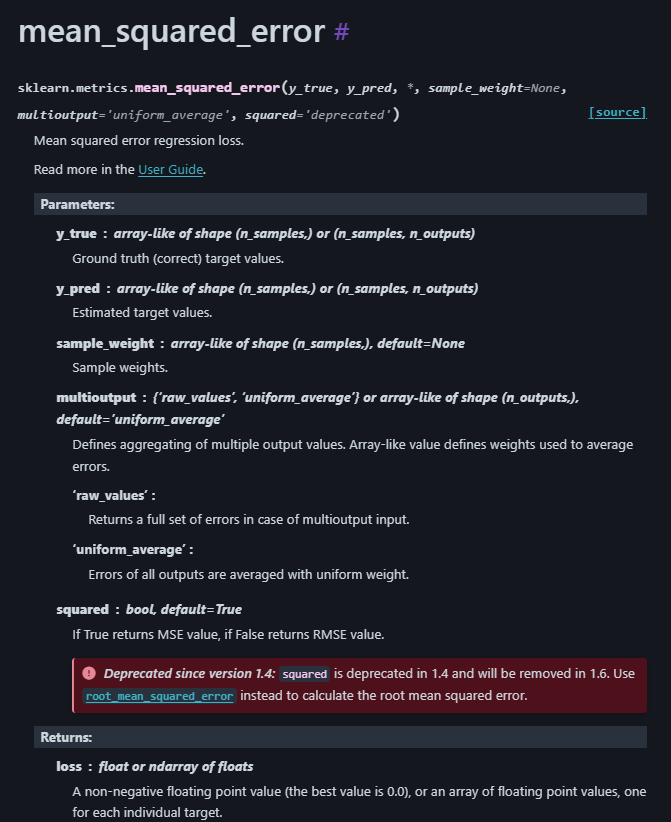 mean_squared_error #
sklearn.metrics.mean_squared_error(y_true, y_pred, *, sample_weight=None,
multioutput='uniform_average', squared='deprecated') [source]
Mean squared error regression loss.
Read more in the User Guide.
Parameters:
y_true : array-like of shape (n_samples,) or (n_samples, n_outputs)
Ground truth (correct) target values.
y_pred : array-like of shape (n_samples,) or (n_samples, n_outputs)
Estimated target values.
sample_weight : array-like of shape (n_samples,), default=None
Sample weights.
multioutput : {‘raw_values’, ‘uniform_average’} or array-like of shape (n_outputs,),
default=’uniform_average’
Defines aggregating of multiple output values. Array-like value defines weights used to average
errors.
‘raw_values’ :
Returns a full set of errors in case of multioutput input.
‘uniform_average’ :
Errors of all outputs are averaged with uniform weight.
squared : bool, default=True
If True returns MSE value, if False returns RMSE value.
Deprecated since version 1.4: squared is deprecated in 1.4 and will be removed in 1.6. Use
root_mean_squared_error instead to calculate the root mean squared error.
Returns:
loss : float or ndarray of floats
A non-negative floating point value (the best value is 0.0), or an array of floating point values, one
for each individual target.